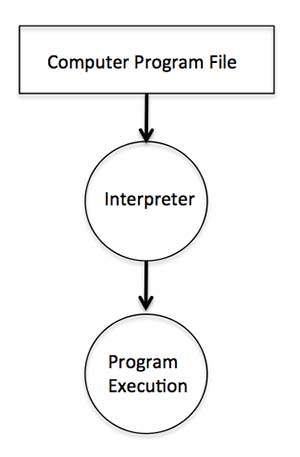 Computer Program File
Interpreter
Program
Execution